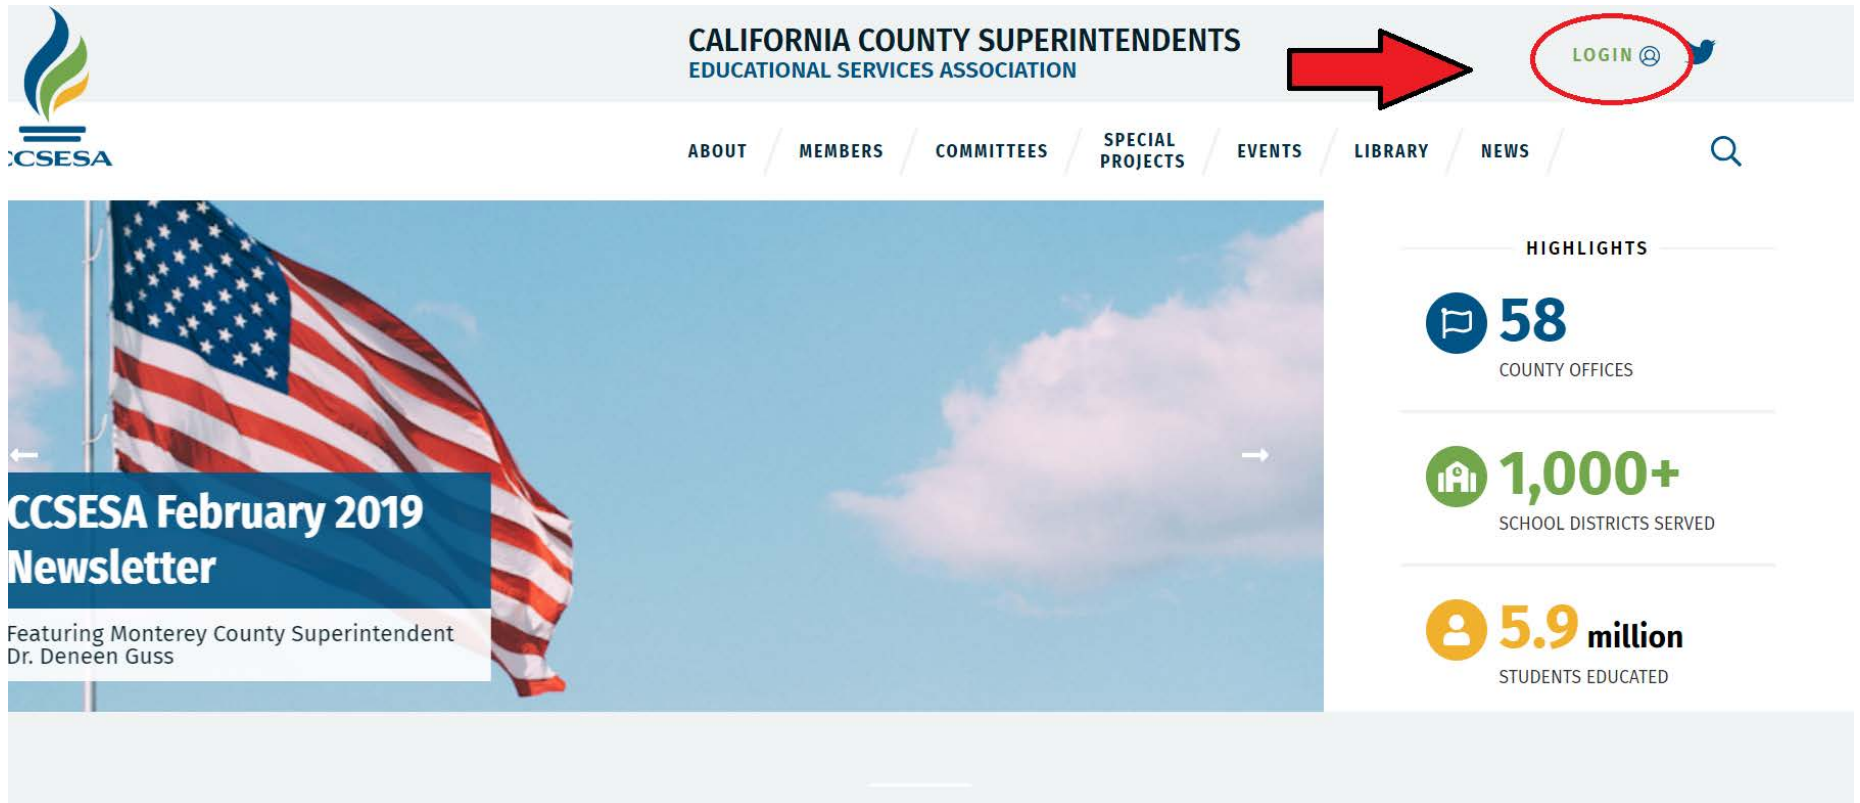 CALIFORNIA COUNTY SUPERINTENDENTS
EDUCATIONAL SERVICES ASSOCIATION
LOGIN
CCSESA
ABOUT
MEMBERS
COMMITTEES
SPECIAL
PROJECTS
EVENTS
LIBRARY
NEWS
CCSESA February 2019
Newsletter
Featuring Monterey County Superintendent
Dr. Deneen Guss
HIGHLIGHTS
58
COUNTY OFFICES
1,000+
SCHOOL DISTRICTS SERVED
5.9 million
STUDENTS EDUCATED